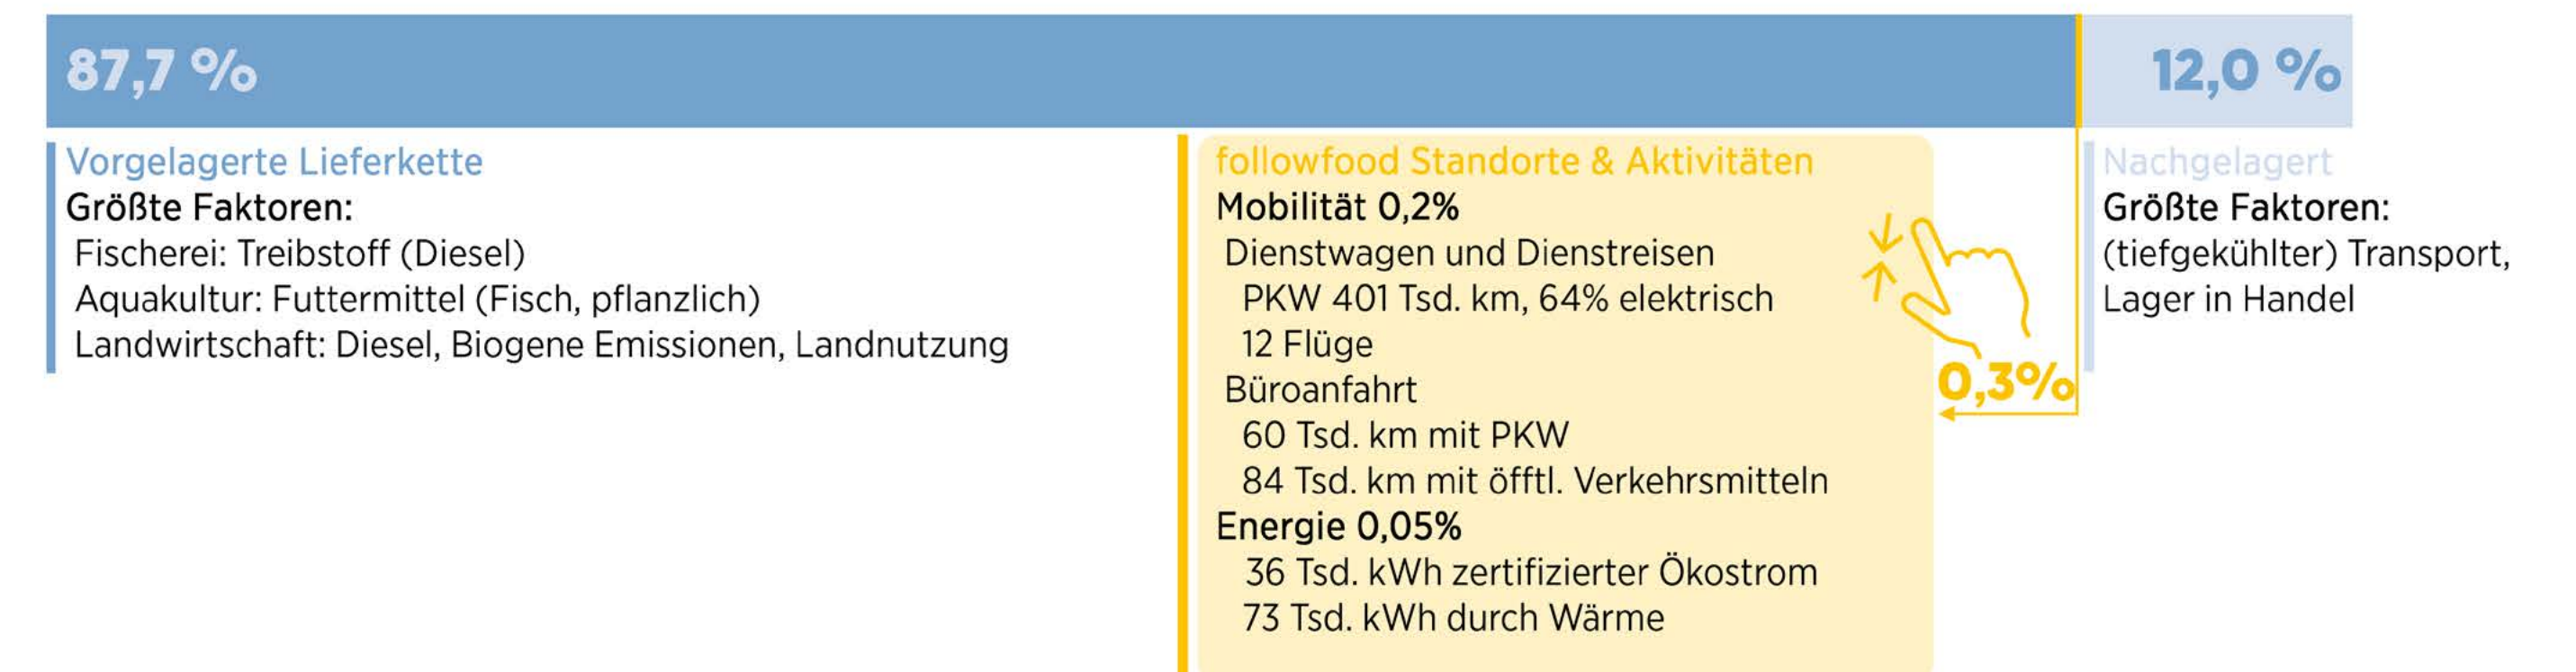 87,7 %
12,0 %
Vorgelagerte Lieferkette
Größte Faktoren:
Fischerei: Treibstoff (Diesel)
Aquakultur: Futtermittel (Fisch, pflanzlich)
Landwirtschaft: Diesel, Biogene Emissionen, Landnutzung
followfood Standorte & Aktivitäten
Mobilität 0,2%
Dienstwagen und Dienstreisen
PKW 401 Tsd. km, 64% elektrisch
12 Flüge
Büroanfahrt
60 Tsd. km mit PKW
84 Tsd. km mit öfftl. Verkehrsmitteln
Energie 0,05%
36 Tsd. kWh zertifizierter Ökostrom
73 Tsd. kWh durch Wärme
0,3%
Nachgelagert
Größte Faktoren:
(tiefgekühlter) Transport,
Lager in Handel